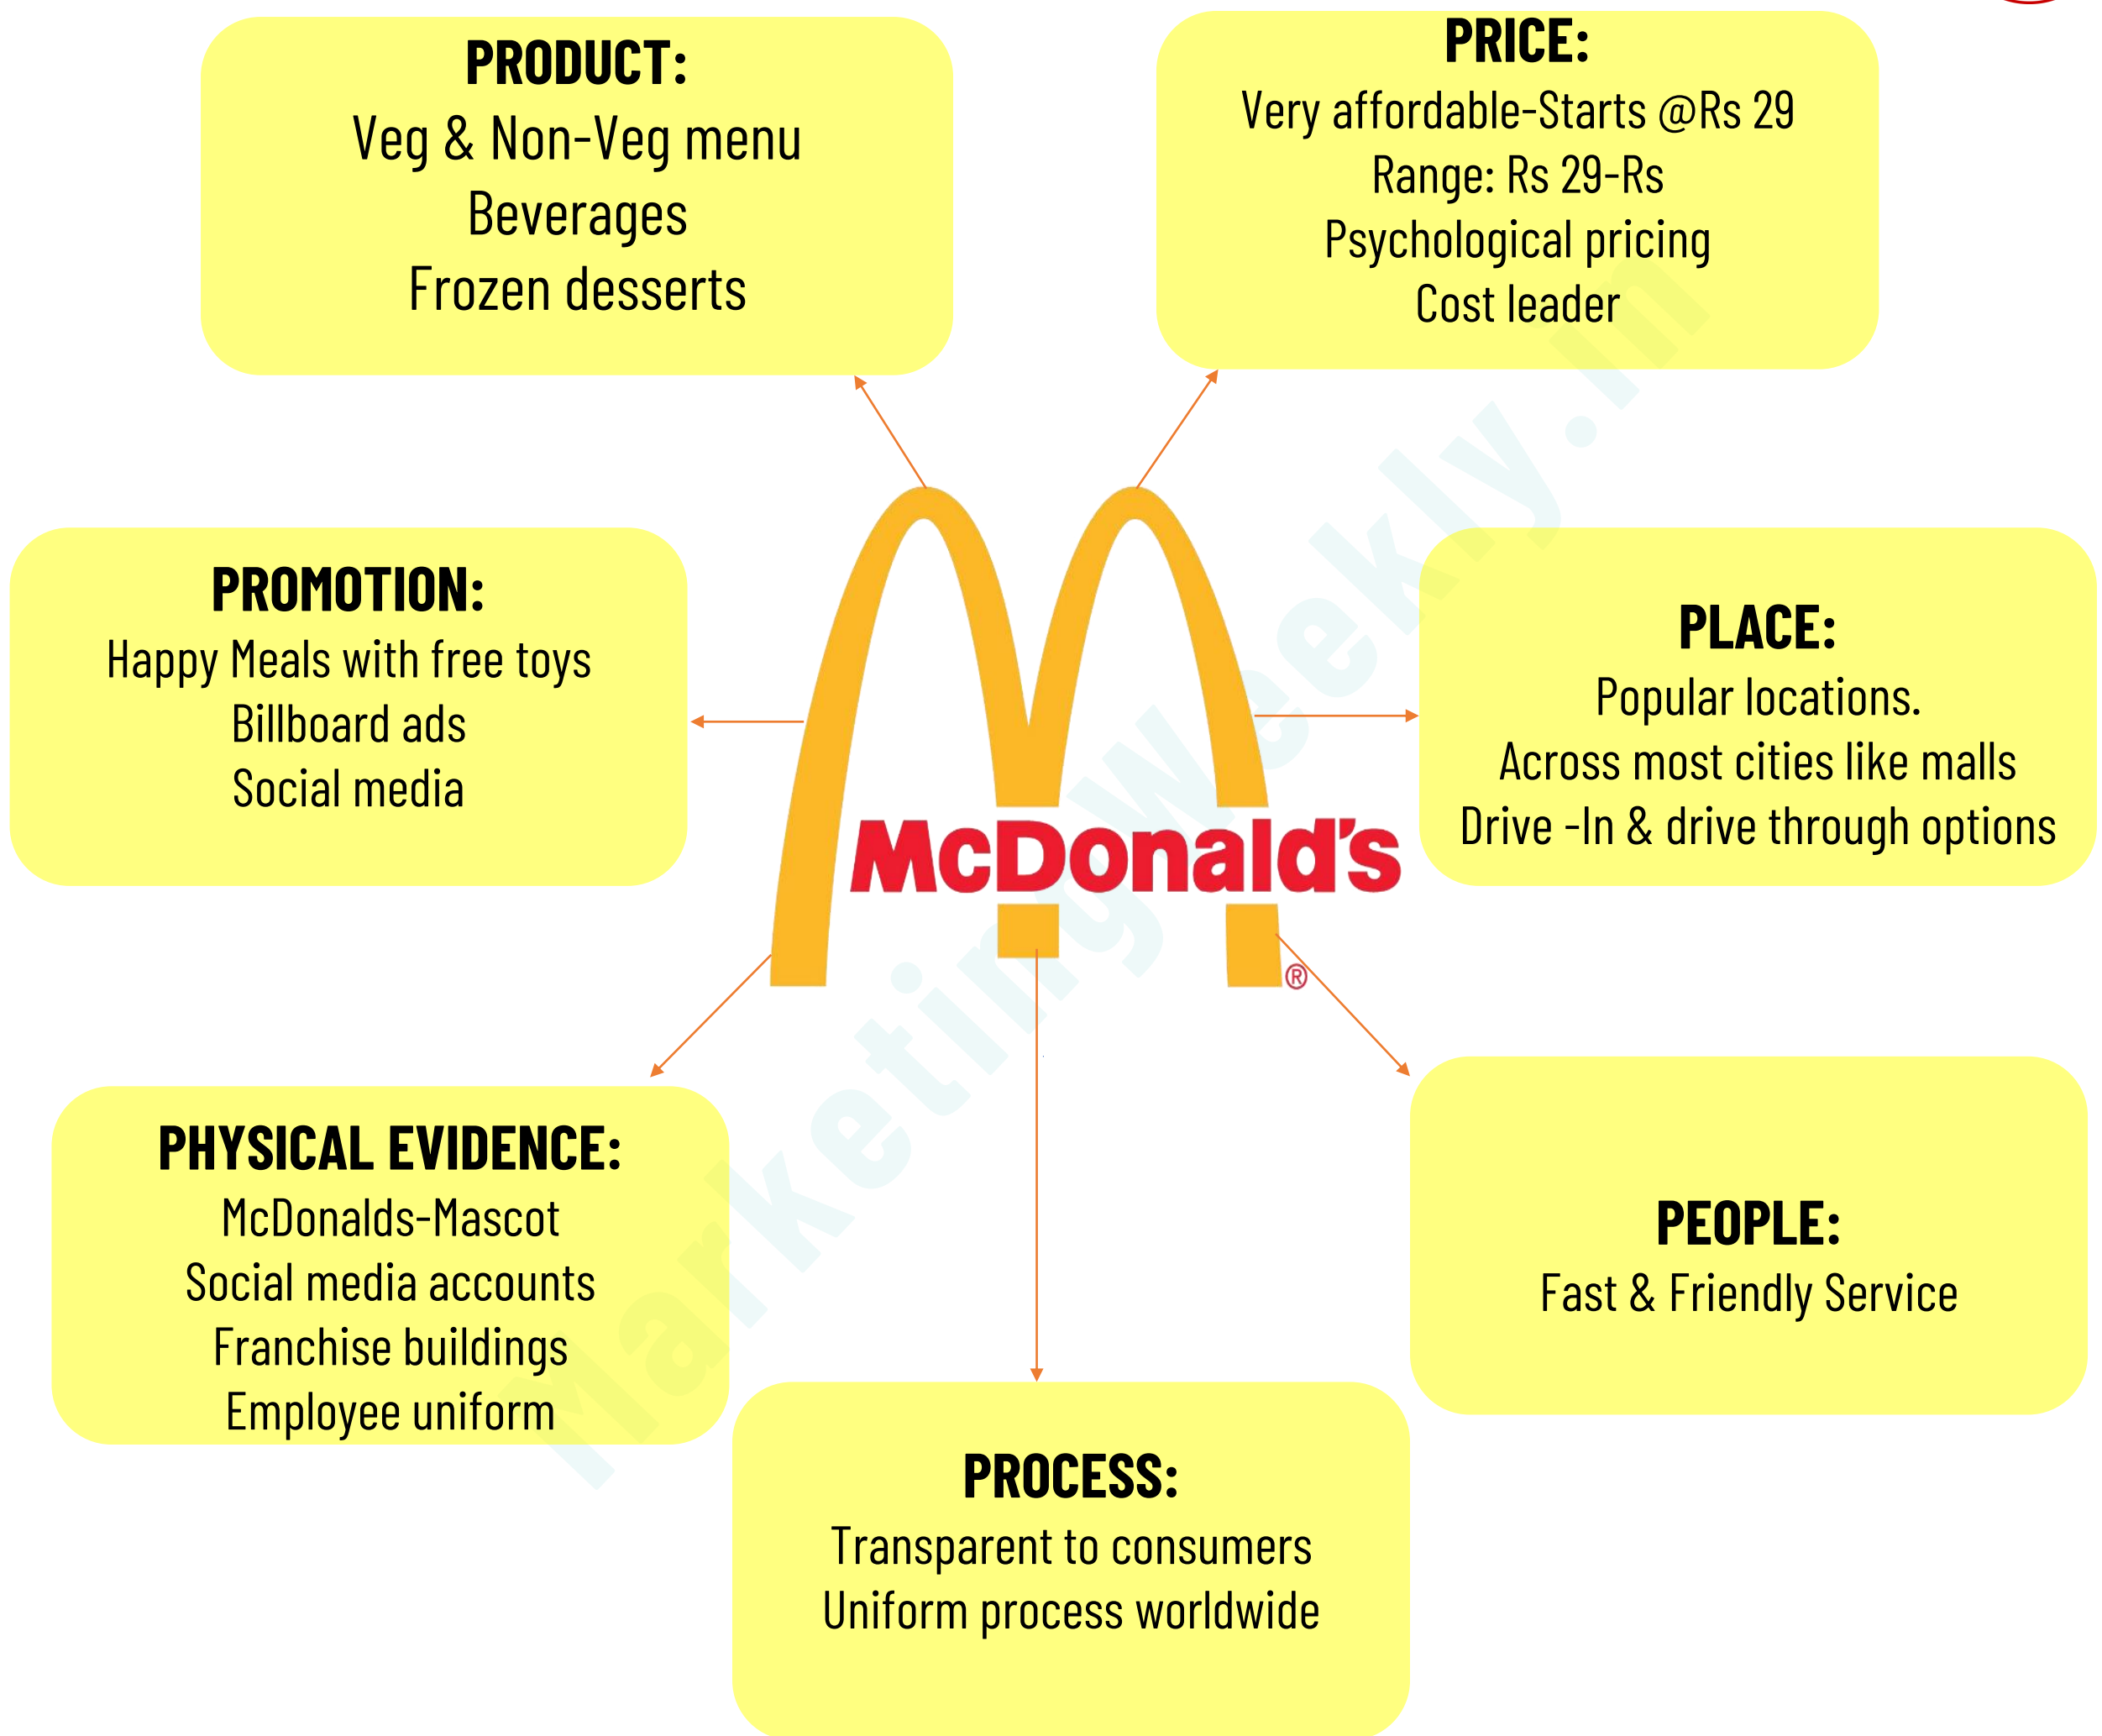 PRODUCT:
Veg & Non-Veg menu
Beverages
Frozen desserts
PRICE:
Very affordable-Starts @Rs 29
Range: Rs 29-Rs
Psychological pricing
Cost leader
PROMOTION:
Happy Meals with free toys
Billboard ads
Social media
McDonald's
®
PLACE:
Popular locations.
Across most cities like malls
Drive -In & drive through options
PHYSICAL EVIDENCE:
McDonalds-Mascot
Social media accounts
Franchise buildings
Employee uniform
PEOPLE:
Fast & Friendly Service
PROCESS:
Transparent to consumers
Uniform process worldwide
MarketingWeekly.in